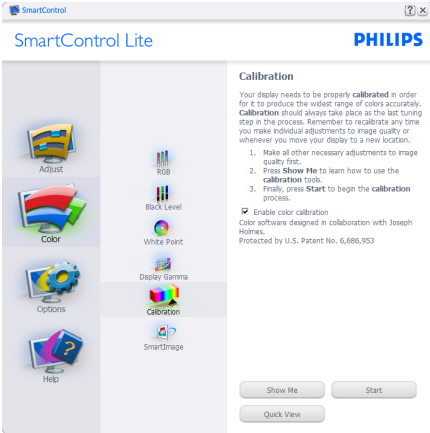 SmartControl
SmartControl Lite
PHILIPS
Adjust
Color
Options
Help
RGB
Black Level
White Point
Display Gamma
Calibration
SmartImage
Calibration
Your display needs to be properly calibrated in order
for it to produce the widest range of colors accurately.
Calibration should always take place as the last tuning
step in the process. Remember to recalibrate any time
you make individual adjustments to image quality or
whenever you move your display to a new location.
1. Make all other necessary adjustments to image
quality first.
2. Press Show Me to learn how to use the
calibration tools.
3. Finally, press Start to begin the calibration
process.
Enable color calibration
Color software designed in collaboration with Joseph
Holmes.
Protected by U.S. Patent No. 6,686,953
Show Me
Start
Quick View